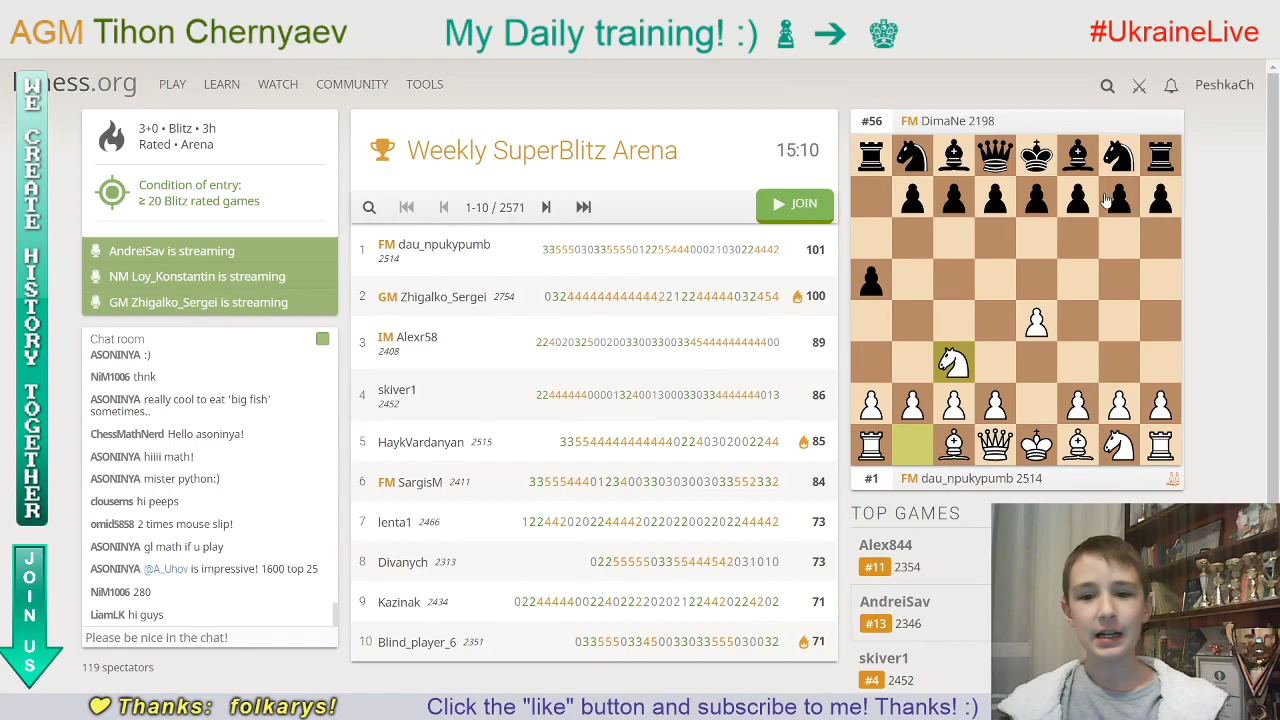 AGM Tihon Chernyaev
My Daily training! :)
#UkraineLive
WE CREATE HISTORY TOGETHER
JOIN US
ess.org
PLAY LEARN WATCH COMMUNITY TOOLS
PeshkaCh
3+0 • Blitz • 3h
Rated • Arena
Condition of entry:
≥ 20 Blitz rated games
AndreiSav is streaming
NM Loy_Konstantin is streaming
GM Zhigalko_Sergei is streaming
Chat room
ASONINYA :)
NiM1006 thnk
ASONINYA really cool to eat 'big fish'
sometimes..
ChessMathNerd Hello asoninya!
ASONINYA hiiii math!
ASONINYA mister python:)
clousems hi peeps
omid5858 2 times mouse slip!
ASONINYA gl math if u play
ASONINYA @A_Uhov is impressive! 1600 top 25
NiM1006 280
LiamLK hi guys
Please be nice in the chat!
119 spectators
Weekly SuperBlitz Arena
15:10
1-10 / 2571
JOIN
1 FM dau_npukypumb 101
2514
2 GM Zhigalko_Sergei 2754 100
3 IM Alexr58 89
2408
4 skiver1 86
2452
5 HaykVardanyan 2515 85
6 FM SargisM 2411 84
7 lenta1 2466 73
8 Divanych 2313 73
9 Kazinak 2434 71
10 Blind_player_6 2351 71
#56 FM DimaNe 2198
#1 FM dau_npukypumb 2514
TOP GAMES
Alex844
#11 2354
AndreiSav
#13 2346
skiver1
#4 2452
Thanks: folkarys!
Click the "like" button and subscribe to me! Thanks! :)